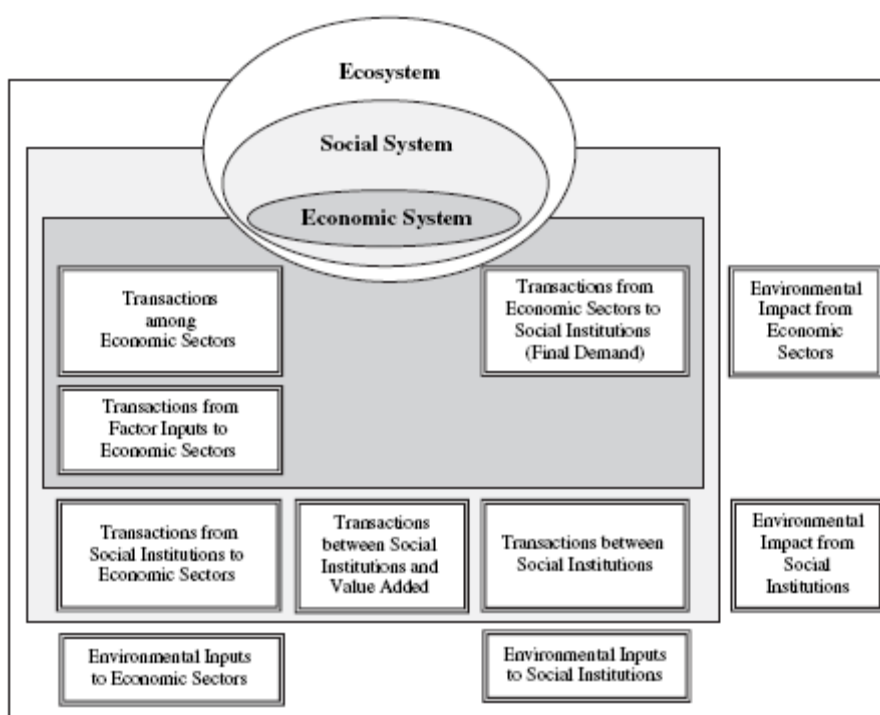 Ecosystem
Social System
Economic System
Transactions
among
Economic Sectors
Transactions from
Economic Sectors to
Social Institutions
(Final Demand)
Environmental
Impact from
Economic
Sectors
Transactions from
Factor Inputs to
Economic Sectors
Transactions from
Social Institutions to
Economic Sectors
Transactions
between Social
Institutions and
Value Added
Transactions between
Social Institutions
Environmental
Impact from
Social
Institutions
Environmental Inputs
to Economic Sectors
Environmental Inputs
to Social Institutions